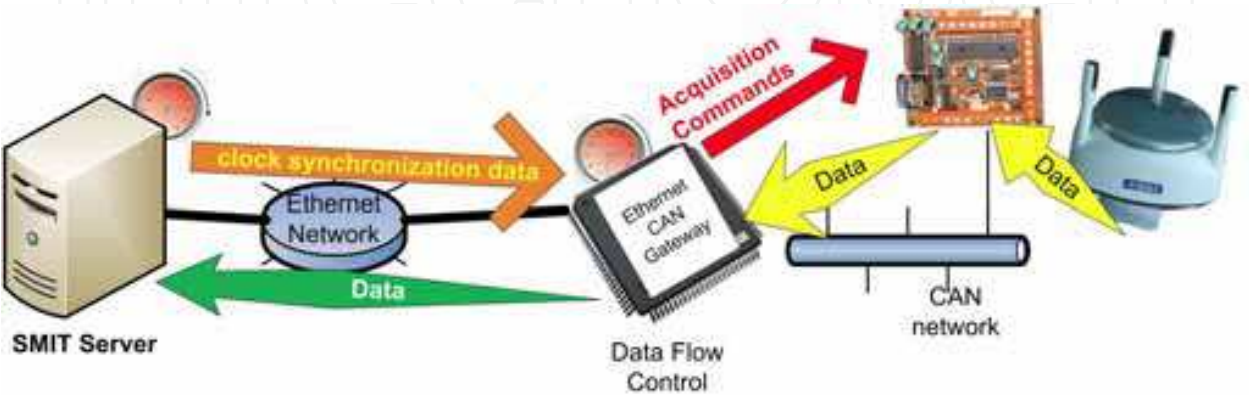 Acquisition
Commands
clock synchronization data
Ethernet
Network
Ethernet
CAN
Gateway
Data
Data
Data
SMIT Server
CAN
network
Data Flow
Control